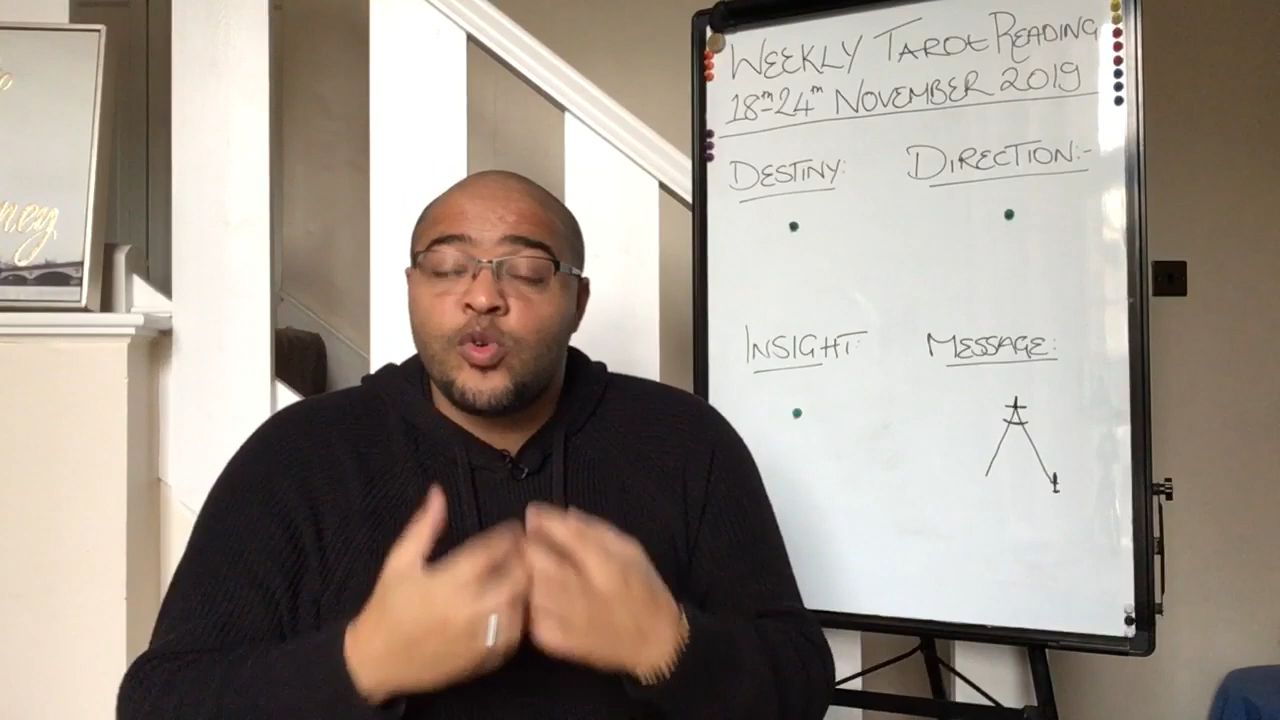 WEEKLY TAROT READING
18th-24th NOVEMBER 2019
DESTINY:
DIRECTION:-
INSIGHT:
MESSAGE: